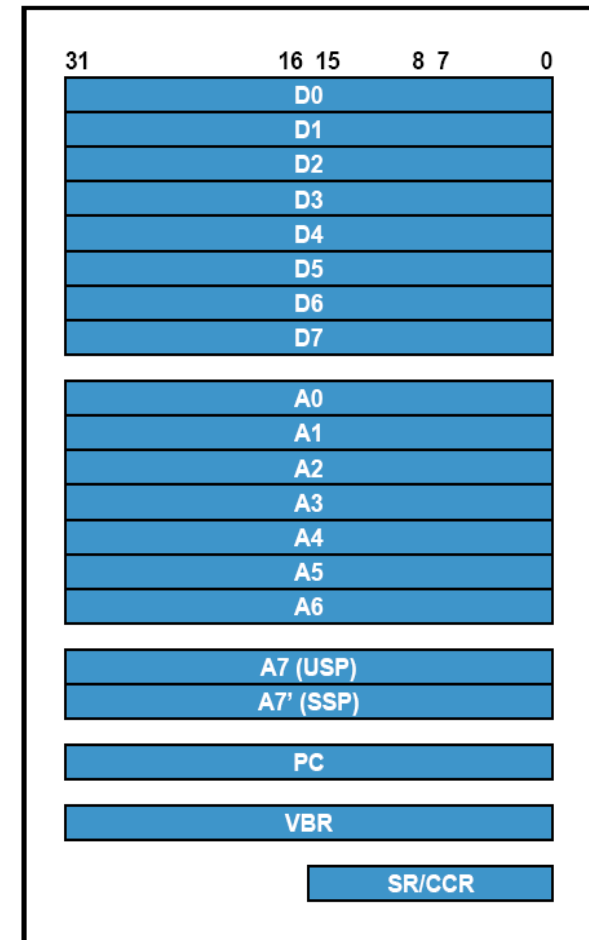 31 16 15 8 7 0
D0
D1
D2
D3
D4
D5
D6
D7
A0
A1
A2
A3
A4
A5
A6
A7 (USP)
A7’ (SSP)
PC
VBR
SR/CCR